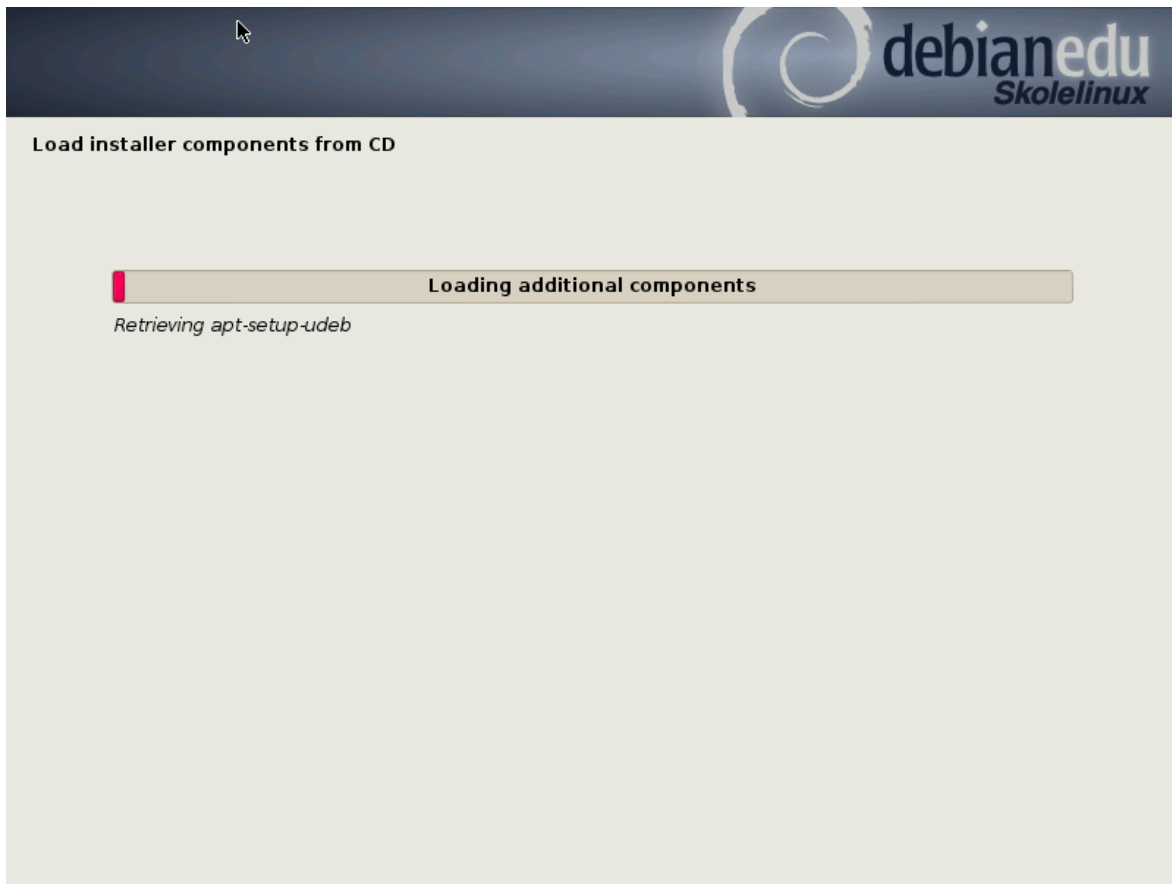 debianedu
Skolelinux
Load installer components from CD
Loading additional components
Retrieving apt-setup-udeb